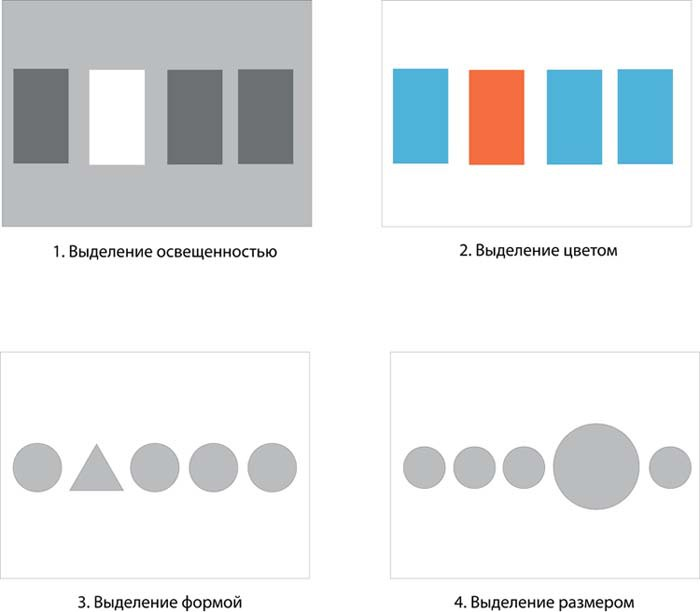 1. Выделение освещенностью
2. Выделение цветом
3. Выделение формой
4. Выделение размером